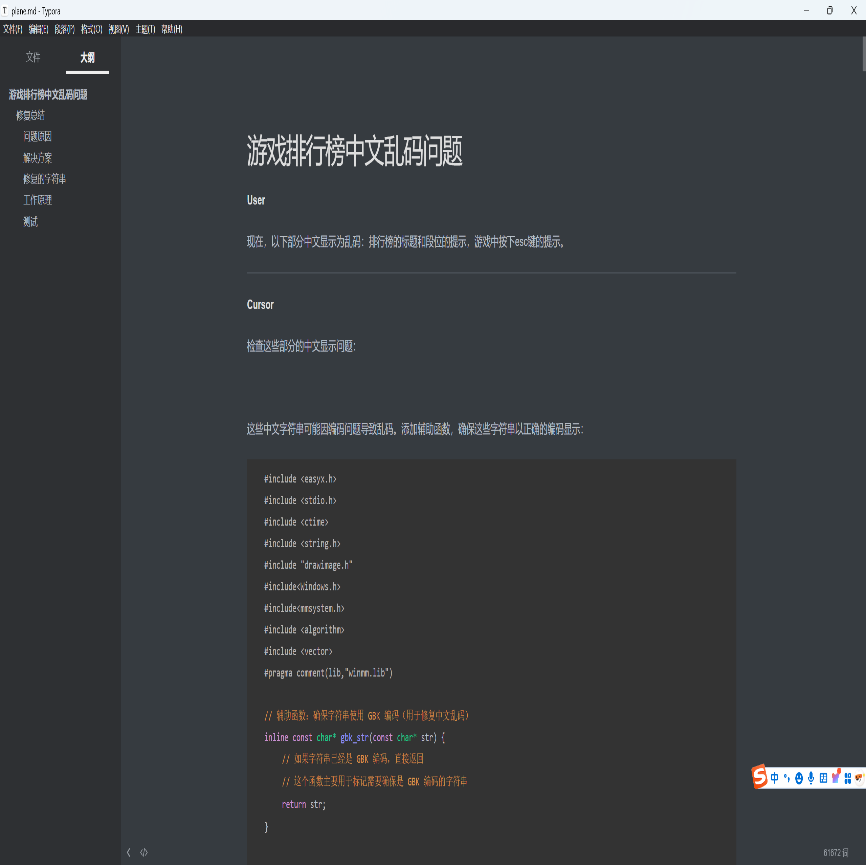 plane.md - Typora
文件(F) 编辑(E) 段落(P) 格式(O) 视图(V) 主题(T) 帮助(H)
文件 大纲
游戏排行榜中文乱码问题
修复总结
问题原因
解决方案
修复的字符串
工作原理
测试
游戏排行榜中文乱码问题
User
现在，以下部分中文显示为乱码：排行榜的标题和段位的提示，游戏中按下esc键的提示。
Cursor
检查这些部分的中文显示问题：
这些中文字符串可能因编码问题导致乱码。添加辅助函数，确保这些字符串以正确的编码显示：
#include <easyx.h>
#include <stdio.h>
#include <ctime>
#include <string.h>
#include "drawimage.h"
#include<Windows.h>
#include<mmsystem.h>
#include <algorithm>
#include <vector>
#pragma comment(lib,"winmm.lib")
// 辅助函数：确保字符串使用 GBK 编码（用于修复中文乱码）
inline const char* gbk_str(const char* str) {
// 如果字符串已经是 GBK 编码，直接返回
// 这个函数主要用于标记需要确保是 GBK 编码的字符串
return str;
}
中
61672 词